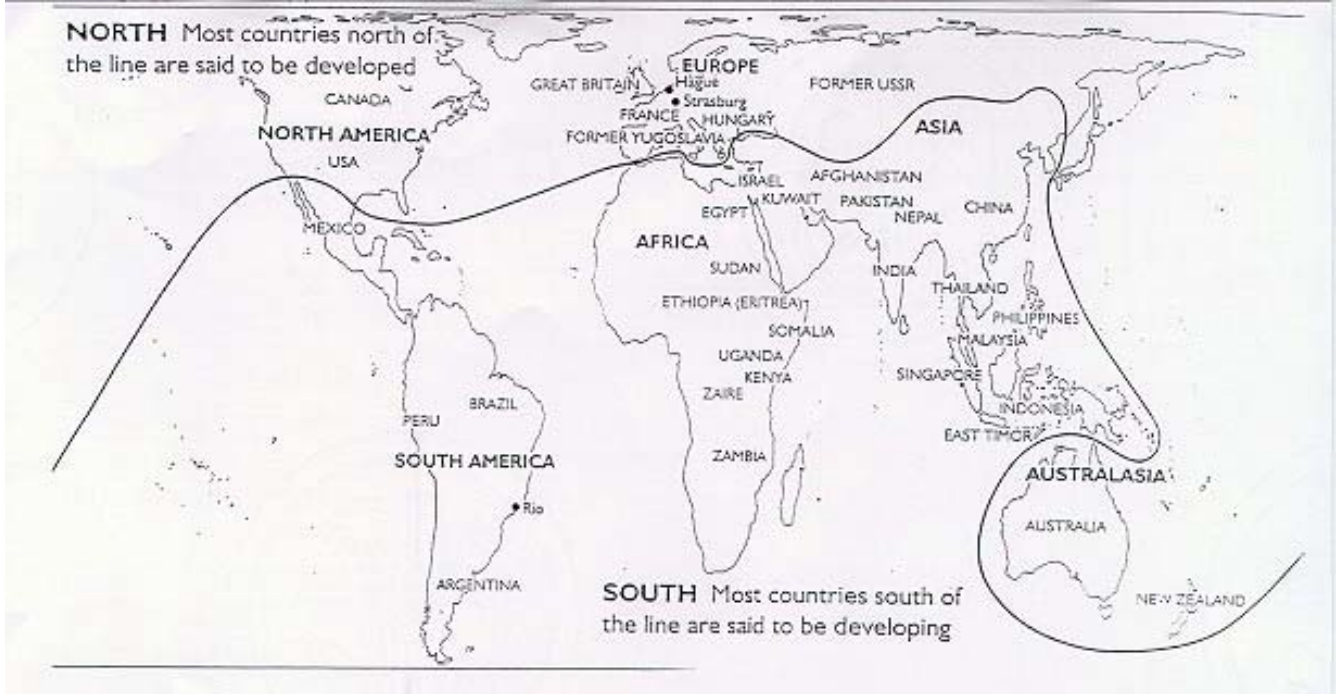 NORTH Most countries north of
the line are said to be developed
EUROPE
GREAT BRITAIN
Hague
FORMER USSR
CANADA
Strasburg
FRANCE
HUNGARY
NORTH AMERICA
ASIA
FORMER YUGOSLAVIA
USA
ISRAEL
AFGHANISTAN
KUWAIT
PAKISTAN
EGYPT
NEPAL
CHINA
MEXICO
AFRICA
SUDAN
INDIA
THAILAND
ETHIOPIA (ERITREA)
PHILIPPINES
SOMALIA
MALAYSIA
UGANDA
KENYA
SINGAPORE
ZAIRE
BRAZIL
INDONESIA
PERU
EAST TIMOR
ZAMBIA
SOUTH AMERICA
AUSTRALASIA
Rio
AUSTRALIA
ARGENTINA
SOUTH Most countries south of
the line are said to be developing
NEW ZEALAND